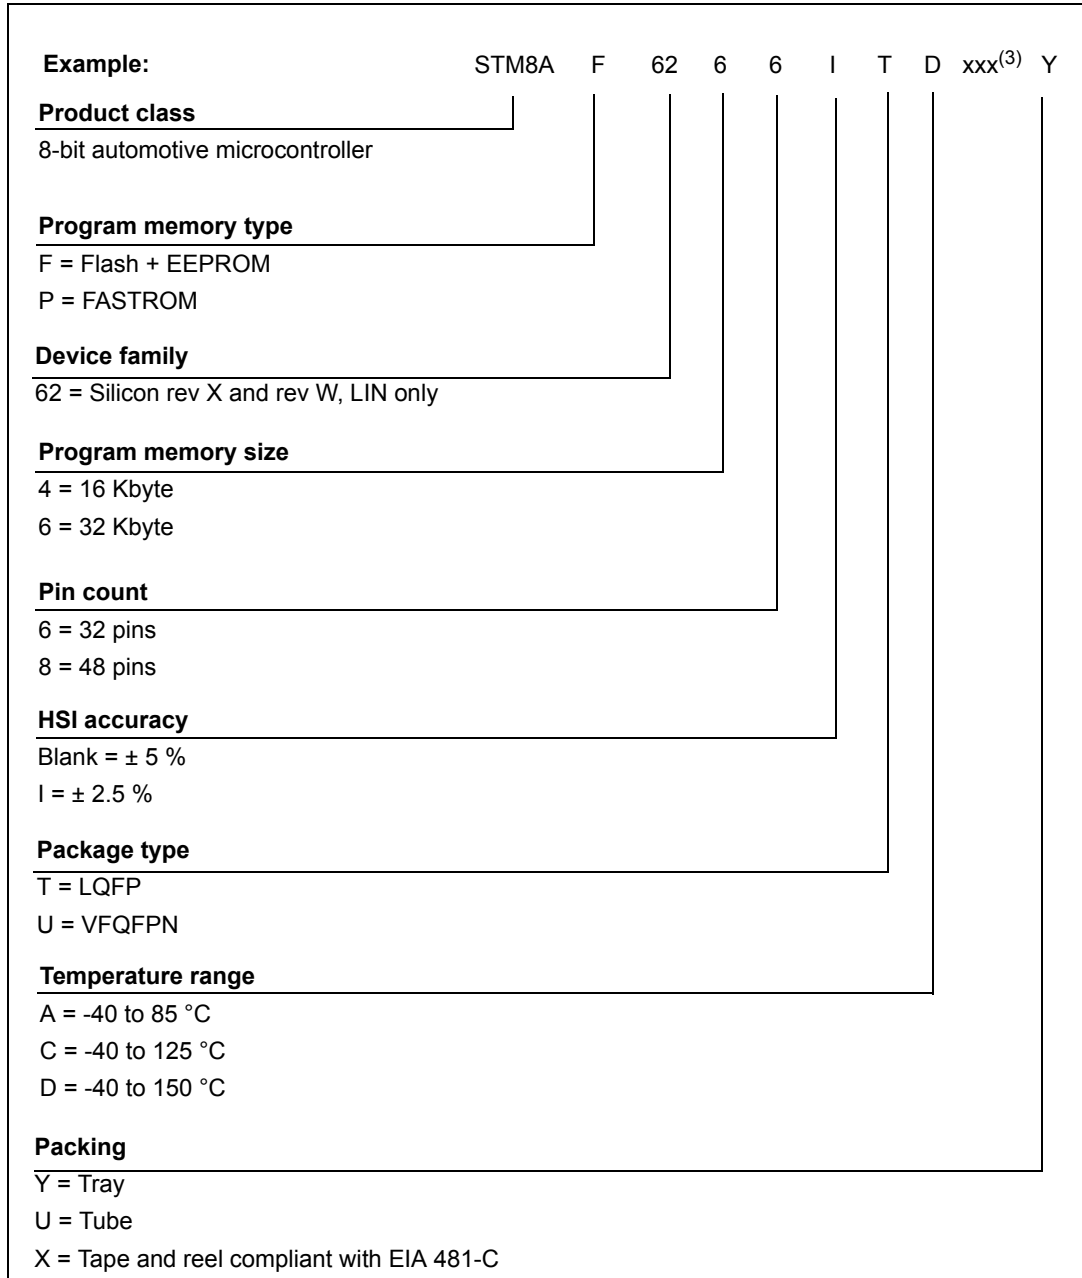 Example: STM8A F 62 6 6 I T D xxx(3) Y
Product class
8-bit automotive microcontroller
Program memory type
F = Flash + EEPROM
P = FASTROM
Device family
62 = Silicon rev X and rev W, LIN only
Program memory size
4 = 16 Kbyte
6 = 32 Kbyte
Pin count
6 = 32 pins
8 = 48 pins
HSI accuracy
Blank = ± 5 %
I = ± 2.5 %
Package type
T = LQFP
U = VFQFPN
Temperature range
A = -40 to 85 °C
C = -40 to 125 °C
D = -40 to 150 °C
Packing
Y = Tray
U = Tube
X = Tape and reel compliant with EIA 481-C